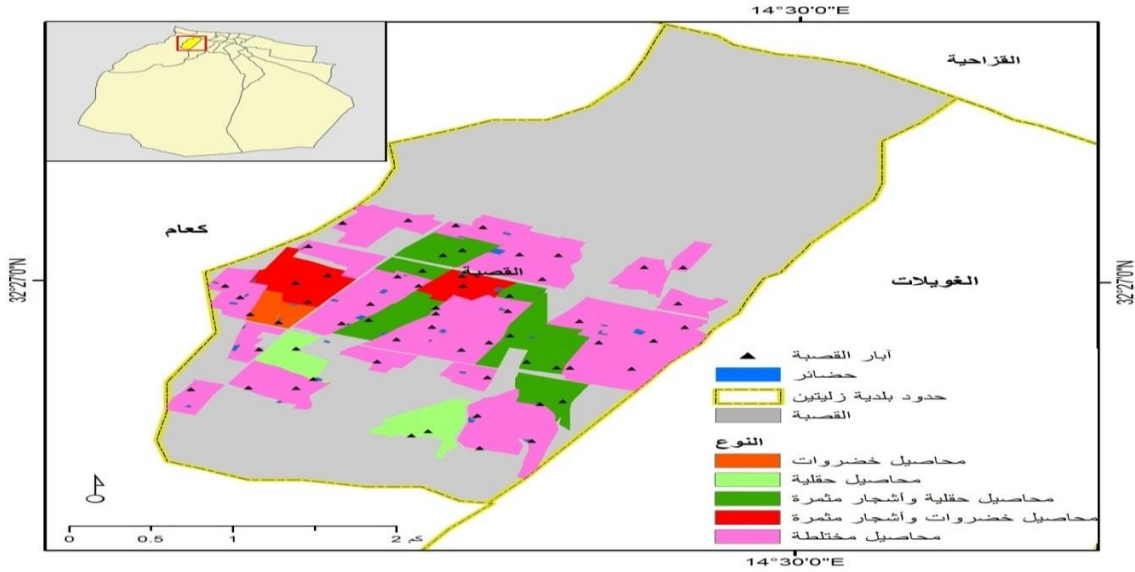 14°30'0"E
القزاحية
كعام
القصبة
الغويلات
32°27'0"N
32°27'0"N
آبار القصبة
حضائر
حدود بلدية زليتين
القصبة
النوع
محاصيل خضروات
محاصيل حقلية
محاصيل حقلية وأشجار مثمرة
محاصيل خضروات وأشجار مثمرة
محاصيل مختلطة
0 0.5 1 2 كم
14°30'0"E